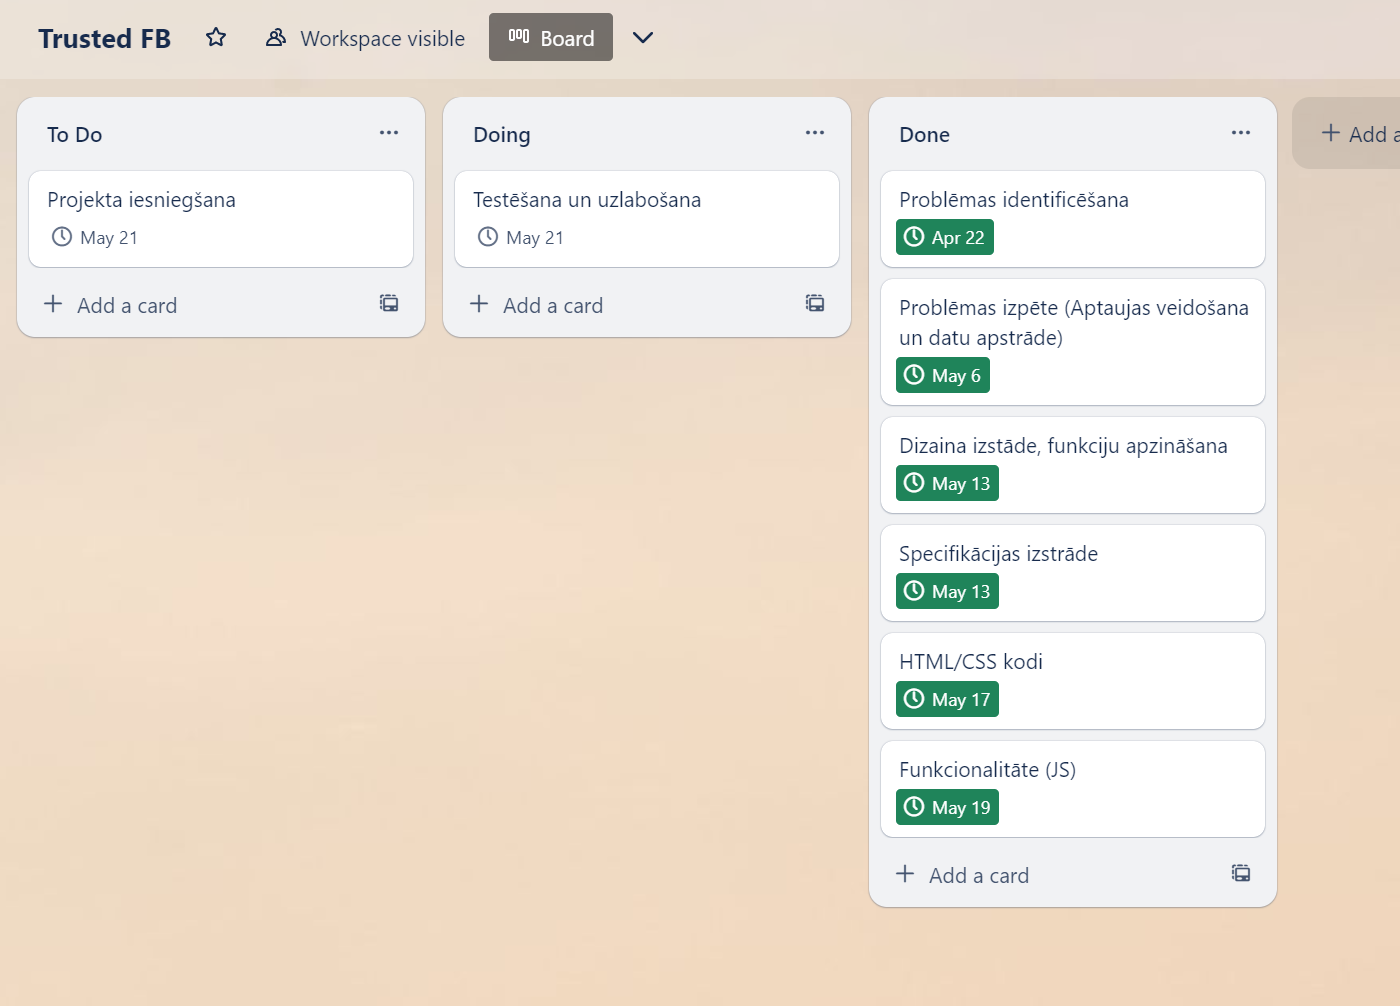 Trusted FB
Workspace visible
Board
To Do
Projekta iesniegšana
May 21
Add a card
Doing
Testēšana un uzlabošana
May 21
Add a card
Done
Problēmas identificēšana
Apr 22
Problēmas izpēte (Aptaujas veidošana
un datu apstrāde)
May 6
Dizaina izstāde, funkciju apzināšana
May 13
Specifikācijas izstrāde
May 13
HTML/CSS kodi
May 17
Funkcionalitāte (JS)
May 19
Add a card
Add a